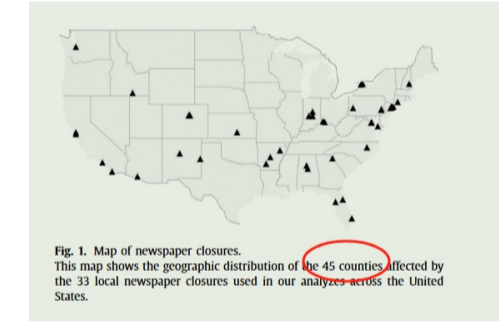 Fig. 1. Map of newspaper closures.
This map shows the geographic distribution of the 45 counties affected by
the 33 local newspaper closures used in our analyzes across the United
States.